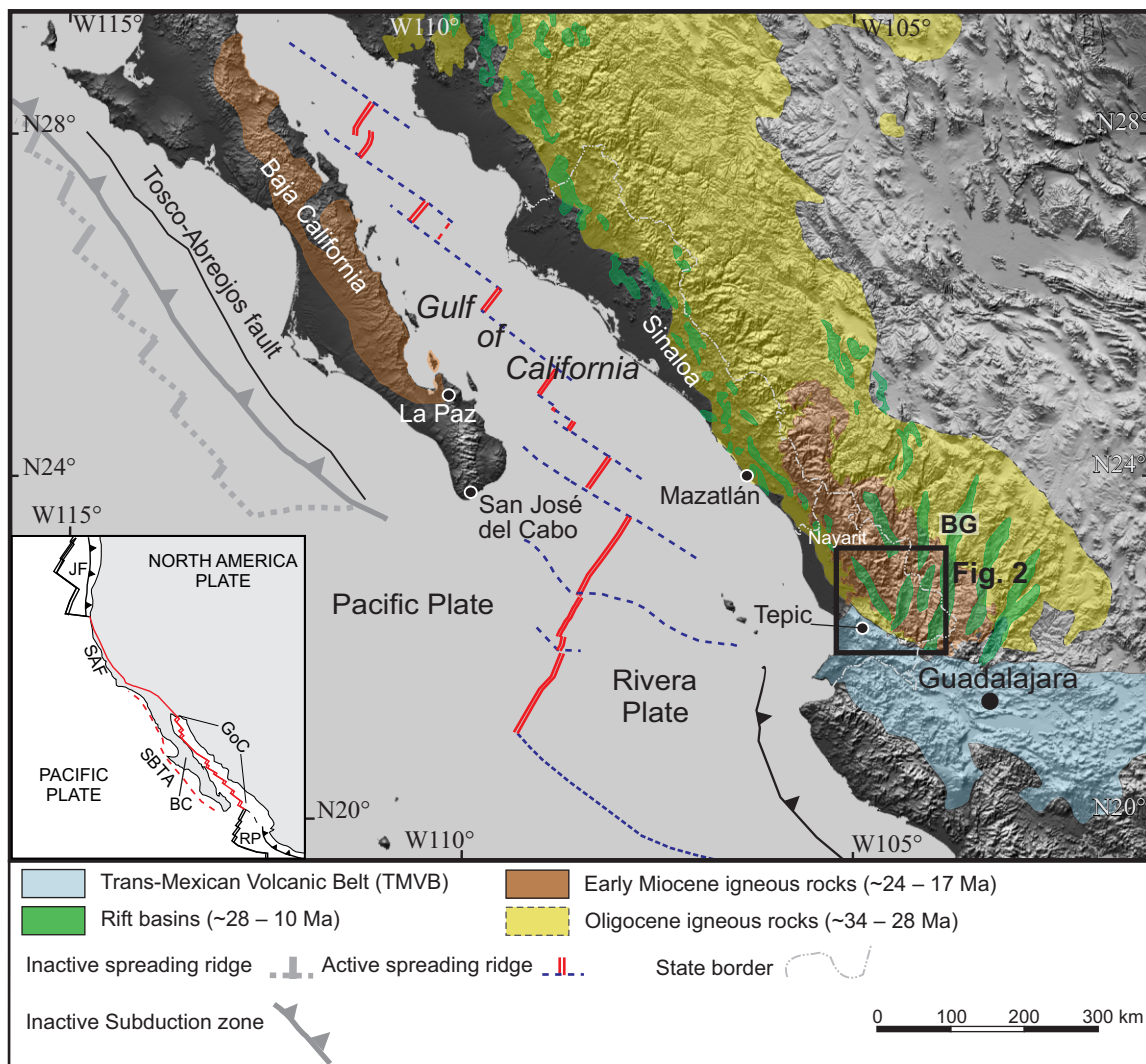 W115°
W110°
W105°
N28°
N28°
Tosco-Abreojos fault
Baja California
Gulf
of
California
Sinaloa
La Paz
N24°
N24°
W115°
San José
del Cabo
Mazatlán
Nayarit
BG
Fig. 2
Pacific Plate
Tepic
Rivera
Plate
Guadalajara
N20°
N20°
W110°
W105°
JF
NORTH AMERICA
PLATE
SAF
GoC
SBTA
PACIFIC
PLATE
BC
RP
Trans-Mexican Volcanic Belt (TMVB)
Early Miocene igneous rocks (~24 – 17 Ma)
Rift basins (~28 – 10 Ma)
Oligocene igneous rocks (~34 – 28 Ma)
Inactive spreading ridge
Active spreading ridge
State border
Inactive Subduction zone
0 100 200 300 km